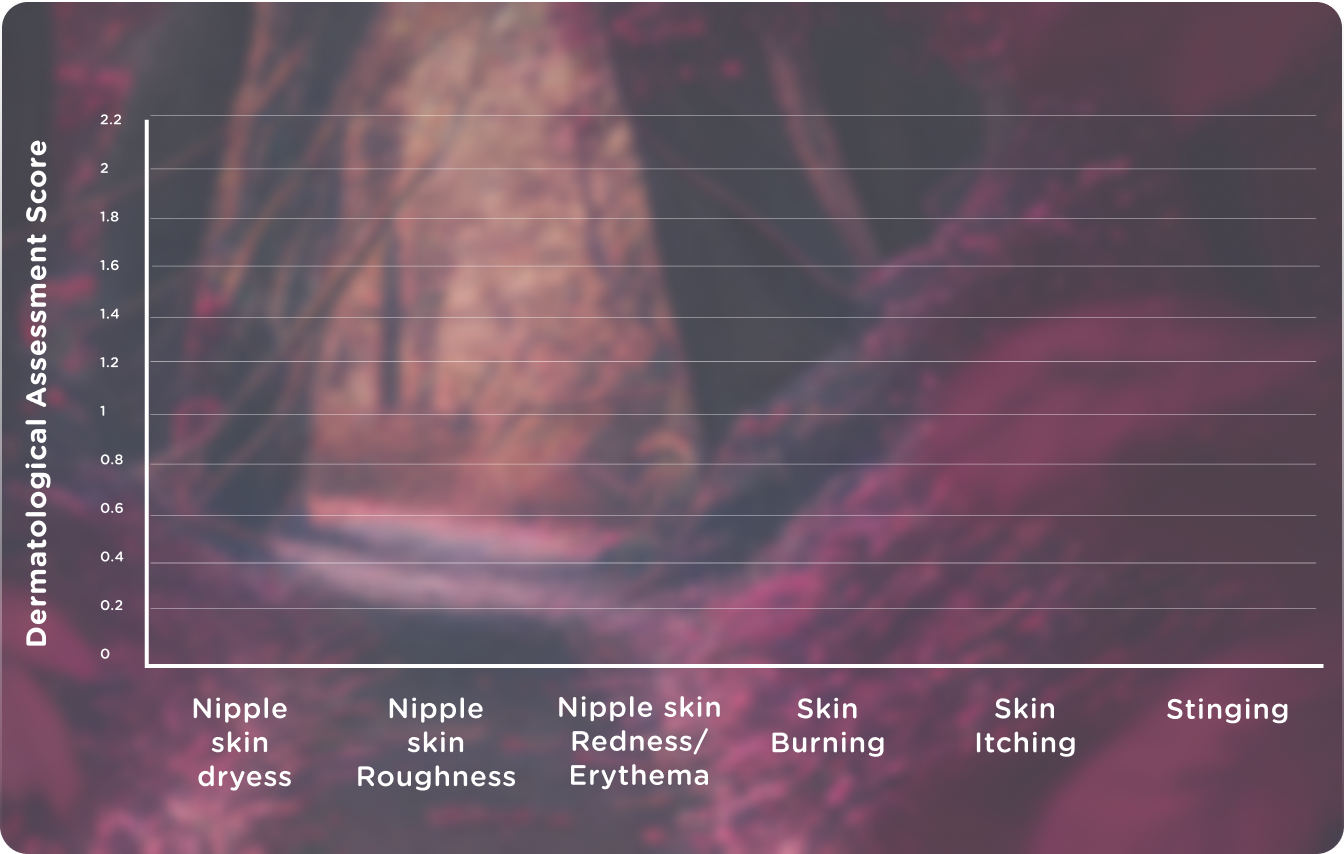 Dermatological Assessment Score
2.2
2
1.8
1.6
1.4
1.2
1
0.8
0.6
0.4
0.2
0
Nipple
skin
dryess
Nipple
skin
Roughness
Nipple skin
Redness/
Erythema
Skin
Burning
Skin
Itching
Stinging